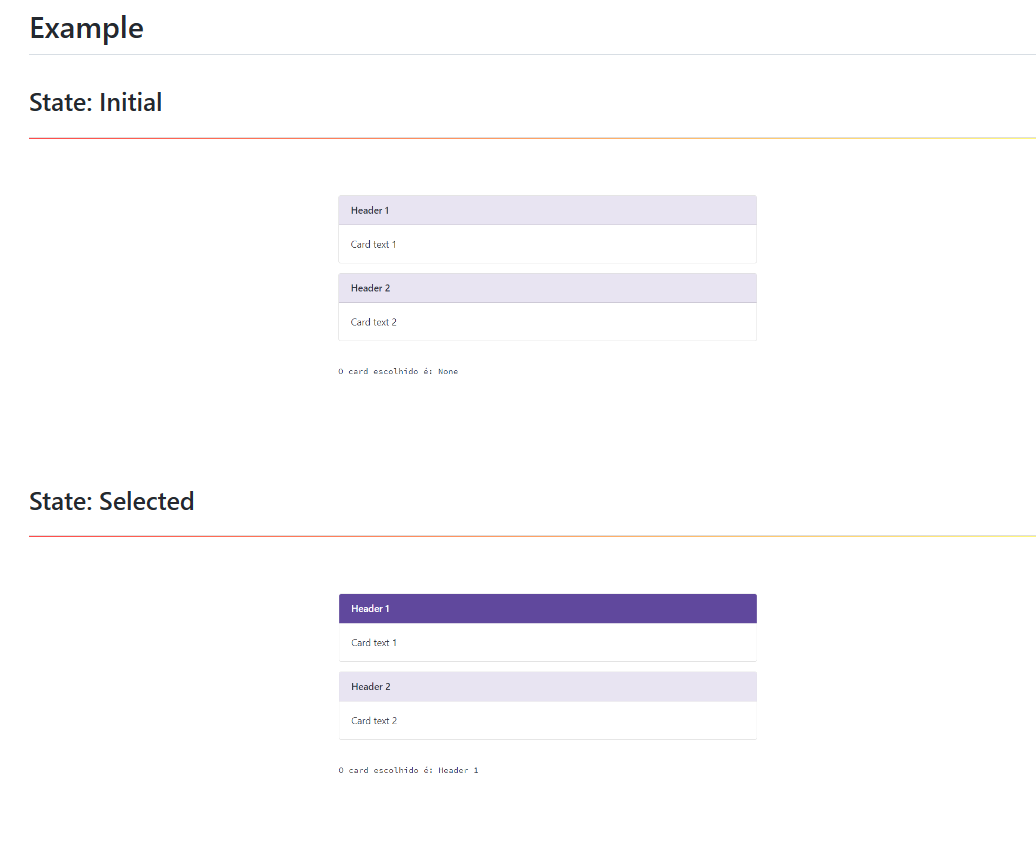 Example
State: Initial
Header 1
Card text 1
Header 2
Card text 2
O card escolhido é: None
State: Selected
Header 1
Card text 1
Header 2
Card text 2
O card escolhido é: Header 1